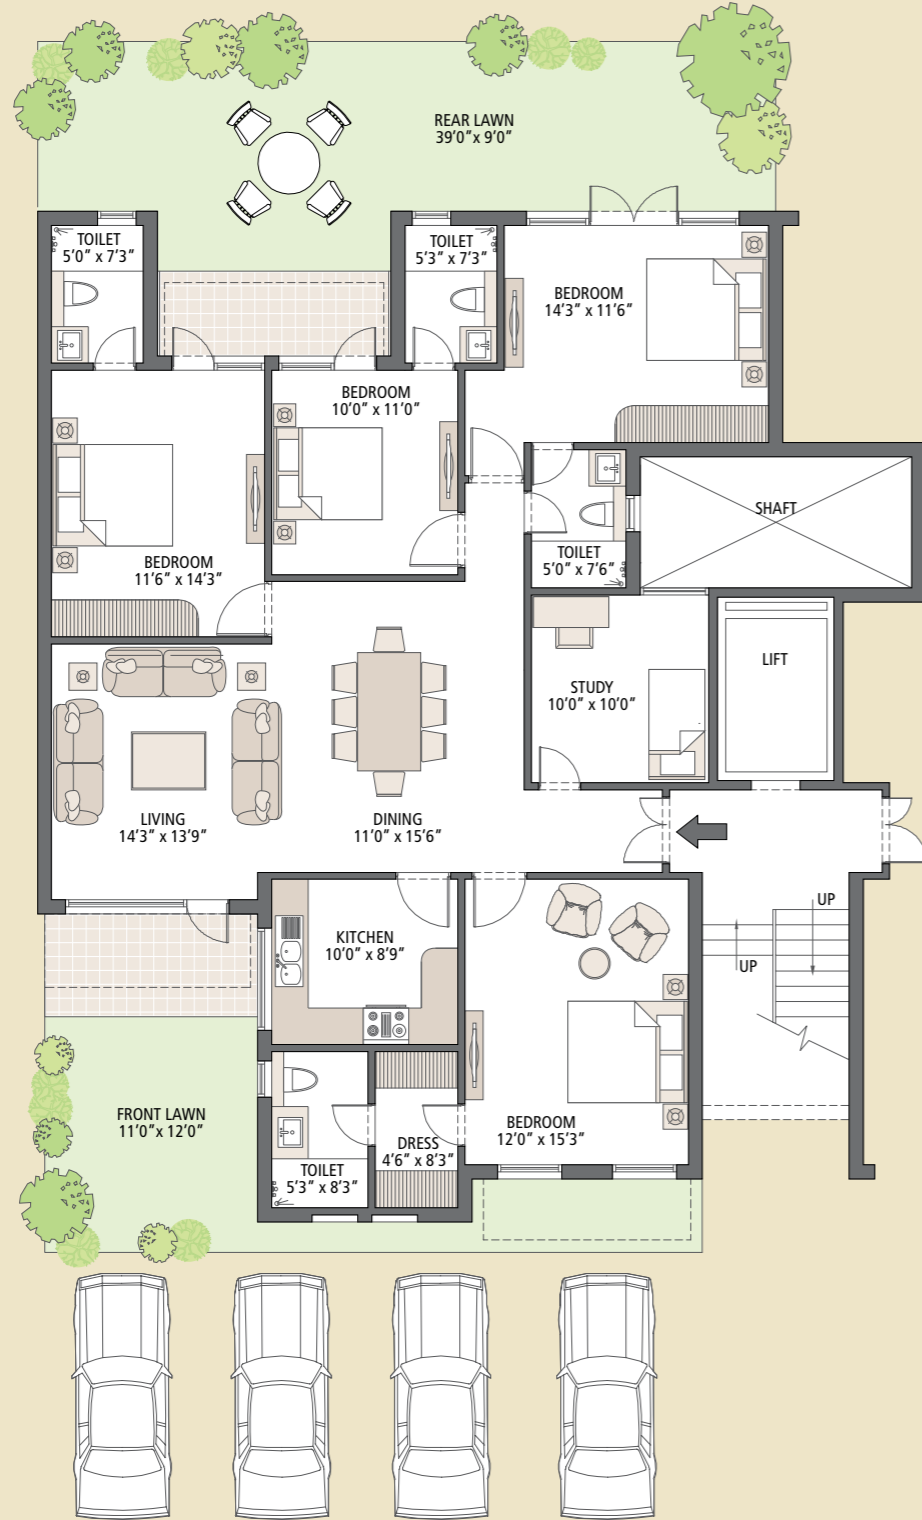 REAR LAWN
39'0" x 9'0"
TOILET
5'0" x 7'3"
TOILET
5'3" x 7'3"
BEDROOM
14'3" x 11'6"
BEDROOM
10'0" x 11'0"
BEDROOM
11'6" x 14'3"
SHAFT
TOILET
5'0" x 7'6"
LIFT
STUDY
10'0" x 10'0"
LIVING
14'3" x 13'9"
DINING
11'0" x 15'6"
UP
UP
KITCHEN
10'0" x 8'9"
FRONT LAWN
11'0" x 12'0"
BEDROOM
12'0" x 15'3"
DRESS
4'6" x 8'3"
TOILET
5'3" x 8'3"